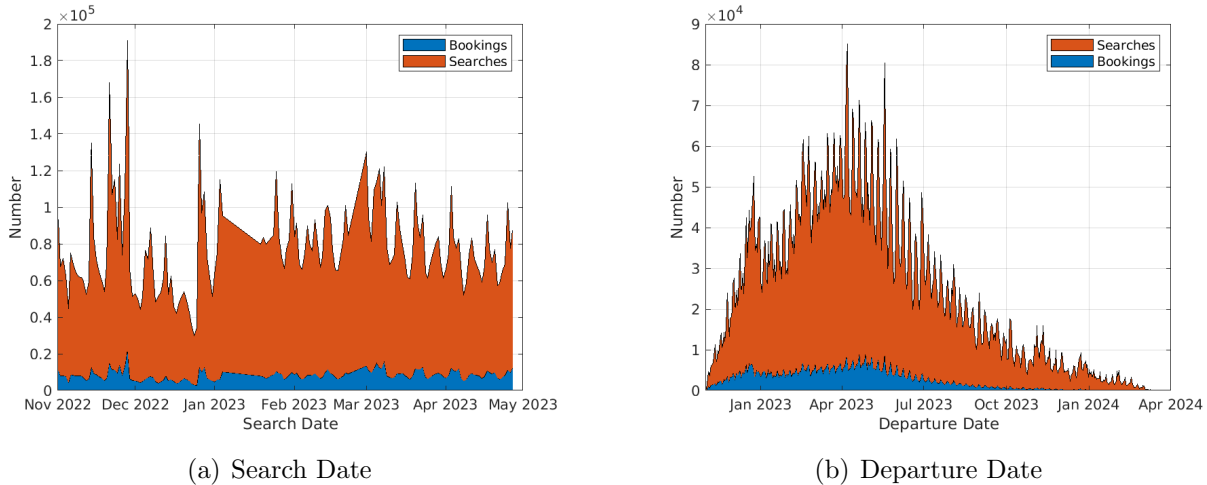 ×10^5
2
1.8
1.6
1.4
1.2
1
0.8
0.6
0.4
0.2
0
Number
Bookings
Searches
Nov 2022 Dec 2022 Jan 2023 Feb 2023 Mar 2023 Apr 2023 May 2023
Search Date
(a) Search Date
×10^4
9
8
7
6
5
4
3
2
1
0
Number
Searches
Bookings
Jan 2023 Apr 2023 Jul 2023 Oct 2023 Jan 2024 Apr 2024
Departure Date
(b) Departure Date